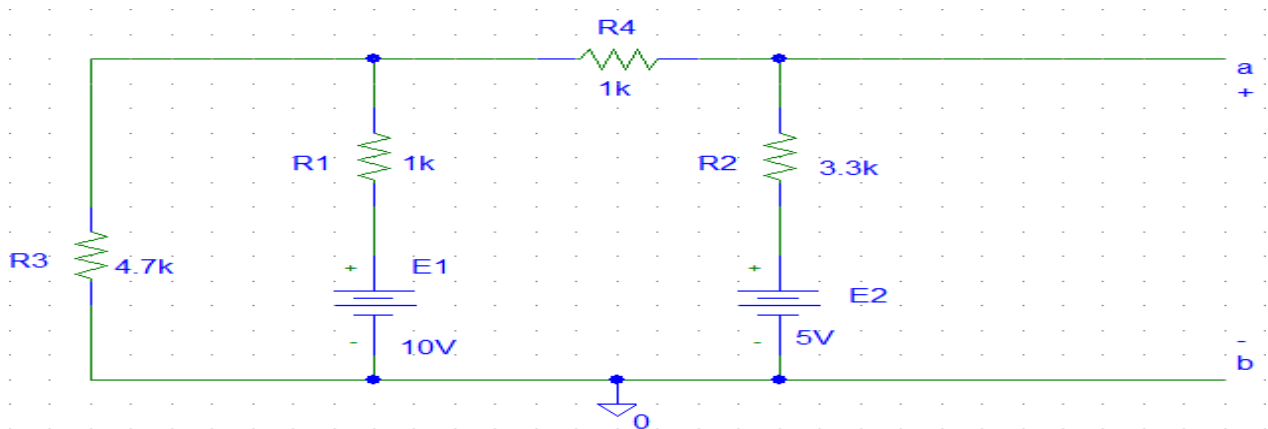 R4
1k
a
+
R1 1k
R2 3.3k
R3 4.7k
+ E1
+ E2
- 10V
- 5V
-
b
0